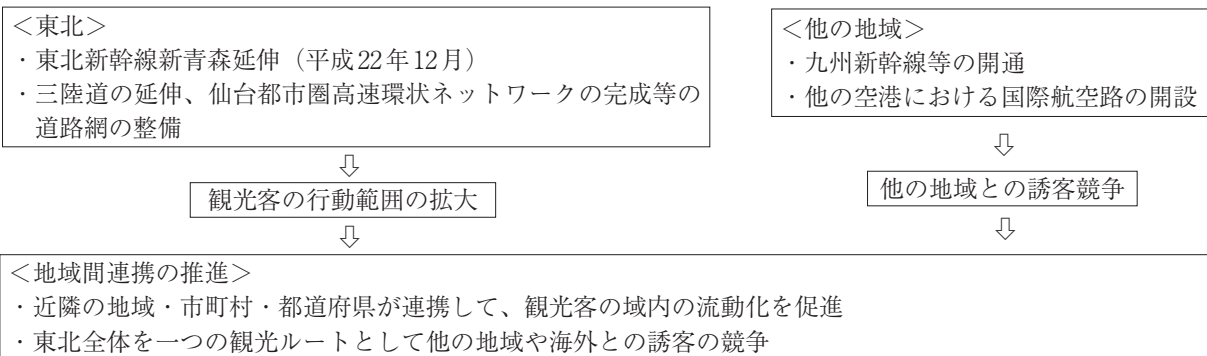 ＜東北＞
・東北新幹線新青森延伸（平成22年12月）
・三陸道の延伸、仙台都市圏高速環状ネットワークの完成等の
道路網の整備
＜他の地域＞
・九州新幹線等の開通
・他の空港における国際航空路の開設
⇩
⇩
観光客の行動範囲の拡大
他の地域との誘客競争
⇩
⇩
＜地域間連携の推進＞
・近隣の地域・市町村・都道府県が連携して、観光客の域内の流動化を促進
・東北全体を一つの観光ルートとして他の地域や海外との誘客の競争